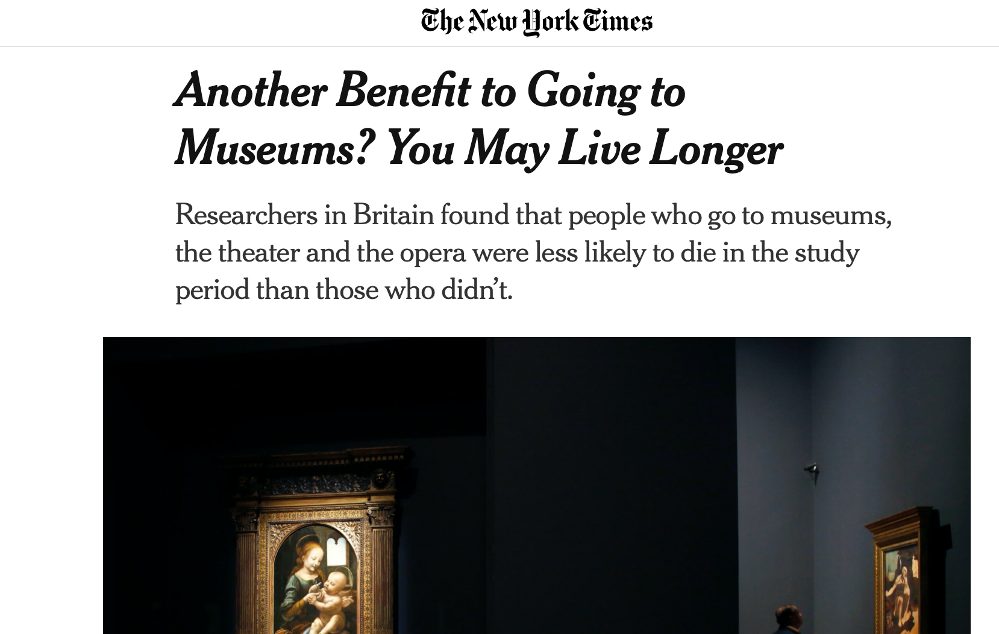 The New York Times
Another Benefit to Going to
Museums? You May Live Longer
Researchers in Britain found that people who go to museums,
the theater and the opera were less likely to die in the study
period than those who didn’t.